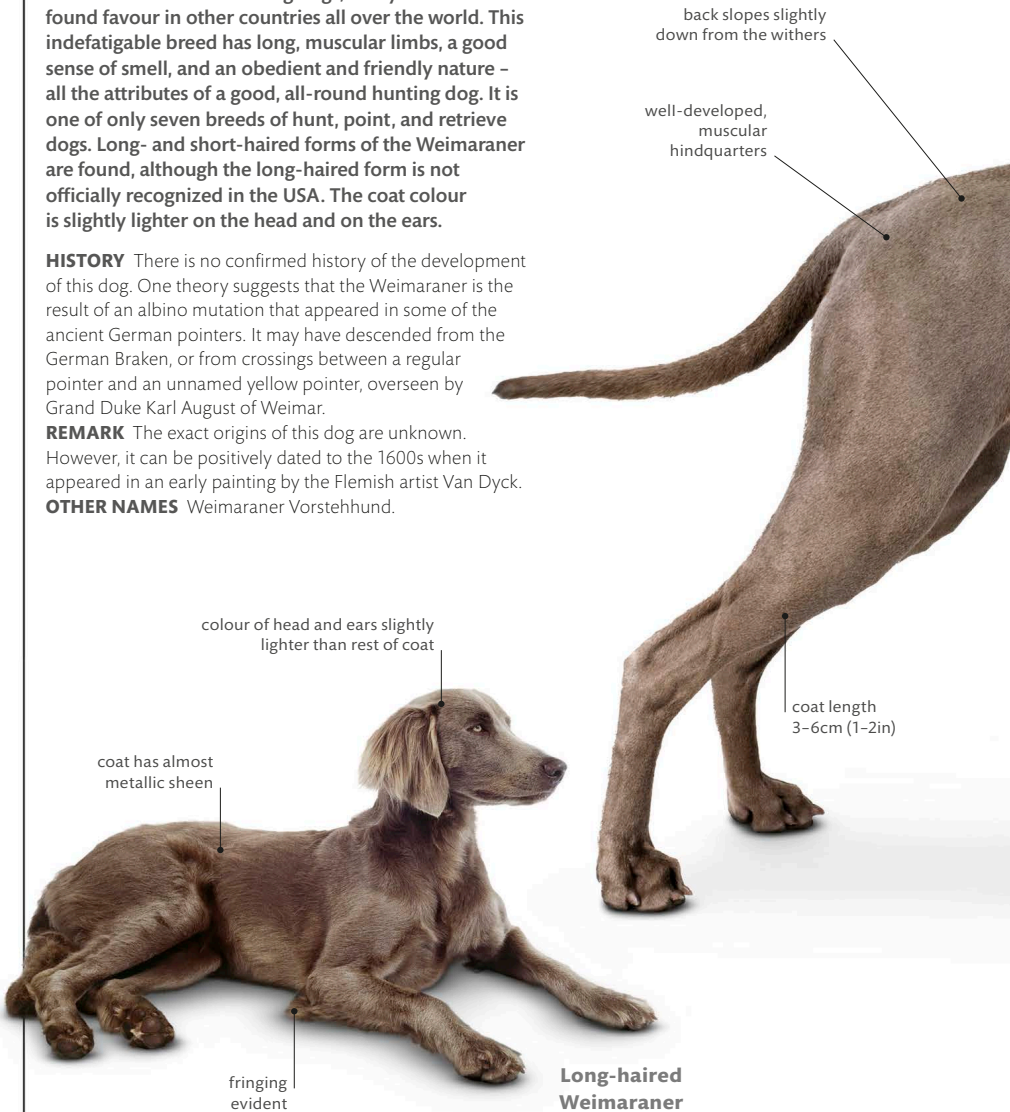 found favour in other countries all over the world. This
indefatigable breed has long, muscular limbs, a good
sense of smell, and an obedient and friendly nature –
all the attributes of a good, all-round hunting dog. It is
one of only seven breeds of hunt, point, and retrieve
dogs. Long- and short-haired forms of the Weimaraner
are found, although the long-haired form is not
officially recognized in the USA. The coat colour
is slightly lighter on the head and on the ears.
HISTORY There is no confirmed history of the development
of this dog. One theory suggests that the Weimaraner is the
result of an albino mutation that appeared in some of the
ancient German pointers. It may have descended from the
German Braken, or from crossings between a regular
pointer and an unnamed yellow pointer, overseen by
Grand Duke Karl August of Weimar.
REMARK The exact origins of this dog are unknown.
However, it can be positively dated to the 1600s when it
appeared in an early painting by the Flemish artist Van Dyck.
OTHER NAMES Weimaraner Vorstehhund.
back slopes slightly
down from the withers
well-developed,
muscular
hindquarters
coat length
3–6cm (1–2in)
colour of head and ears slightly
lighter than rest of coat
coat has almost
metallic sheen
fringing
evident
Long-haired
Weimaraner